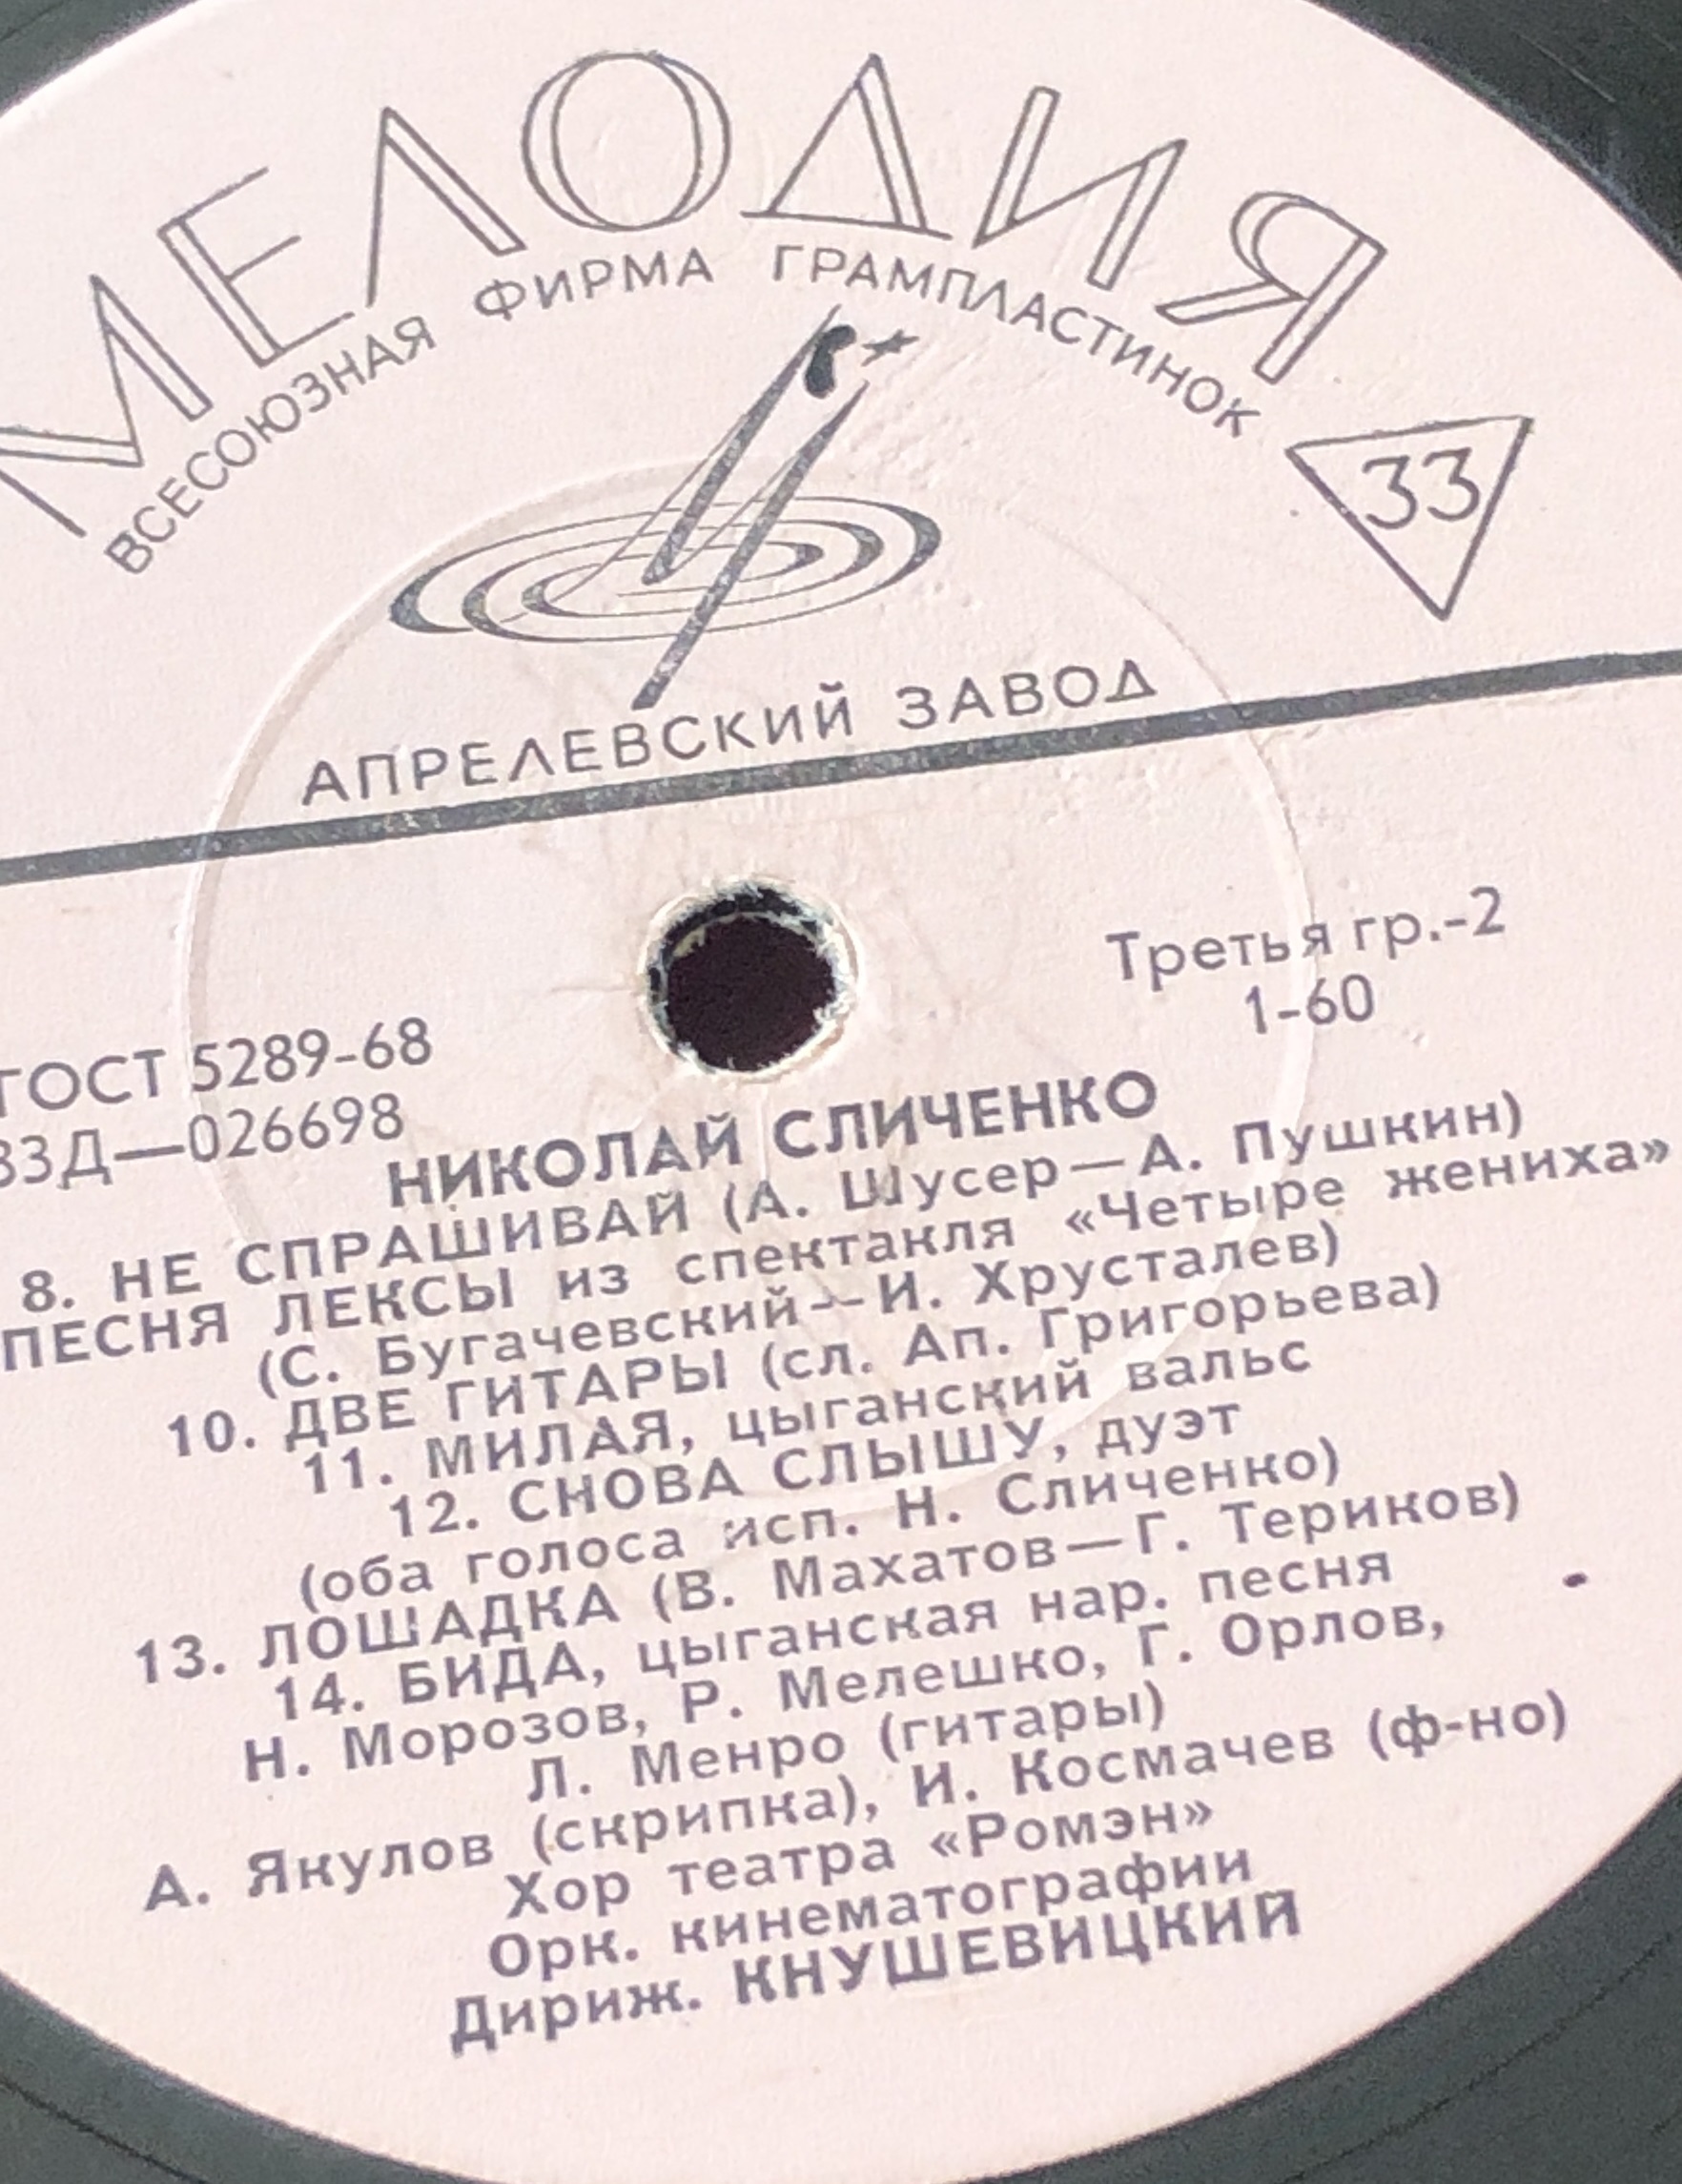 МЕЛОДИЯ
ВСЕСОЮЗНАЯ ФИРМА ГРАМПЛАСТИНОК
33
АПРЕЛЕВСКИЙ ЗАВОД
Третья гр.-2
1-60
ГОСТ 5289-68
33Д—026698
НИКОЛАЙ СЛИЧЕНКО
8. НЕ СПРАШИВАЙ (А. Шусер—А. Пушкин)
ПЕСНЯ ЛЕКСЫ из спектакля «Четыре жениха»
(С. Бугачевский—И. Хрусталев)
10. ДВЕ ГИТАРЫ (сл. Ап. Григорьева)
11. МИЛАЯ, цыганский вальс
12. СНОВА СЛЫШУ, дуэт
(оба голоса исп. Н. Сличенко)
13. ЛОШАДКА (В. Махатов—Г. Териков)
14. БИДА, цыганская нар. песня
Н. Морозов, Р. Мелешко, Г. Орлов,
Л. Менро (гитары)
А. Якулов (скрипка), И. Космачев (ф-но)
Хор театра «Ромэн»
Орк. кинематографии
Дириж. КНУШЕВИЦКИЙ